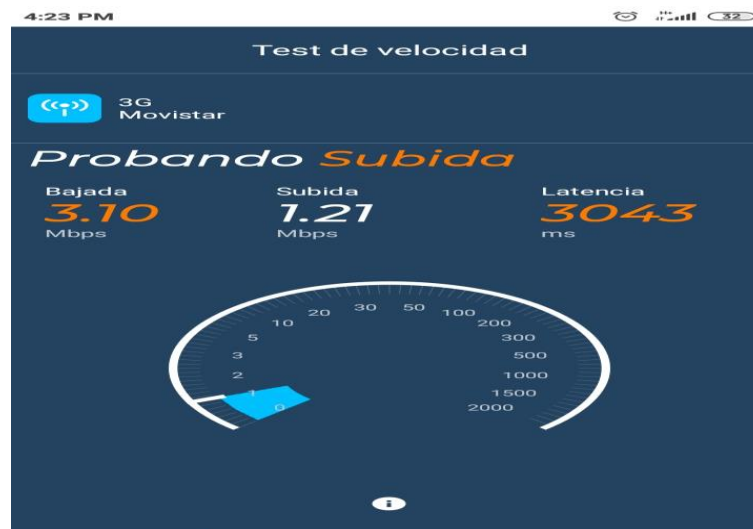 4:23 PM
32
Test de velocidad
3G
Movistar
Probando Subida
Bajada Subida Latencia
3.10 1.21 3043
Mbps Mbps ms
0
1
2
3
5
10
20
30
50
100
200
300
500
1000
1500
2000
i